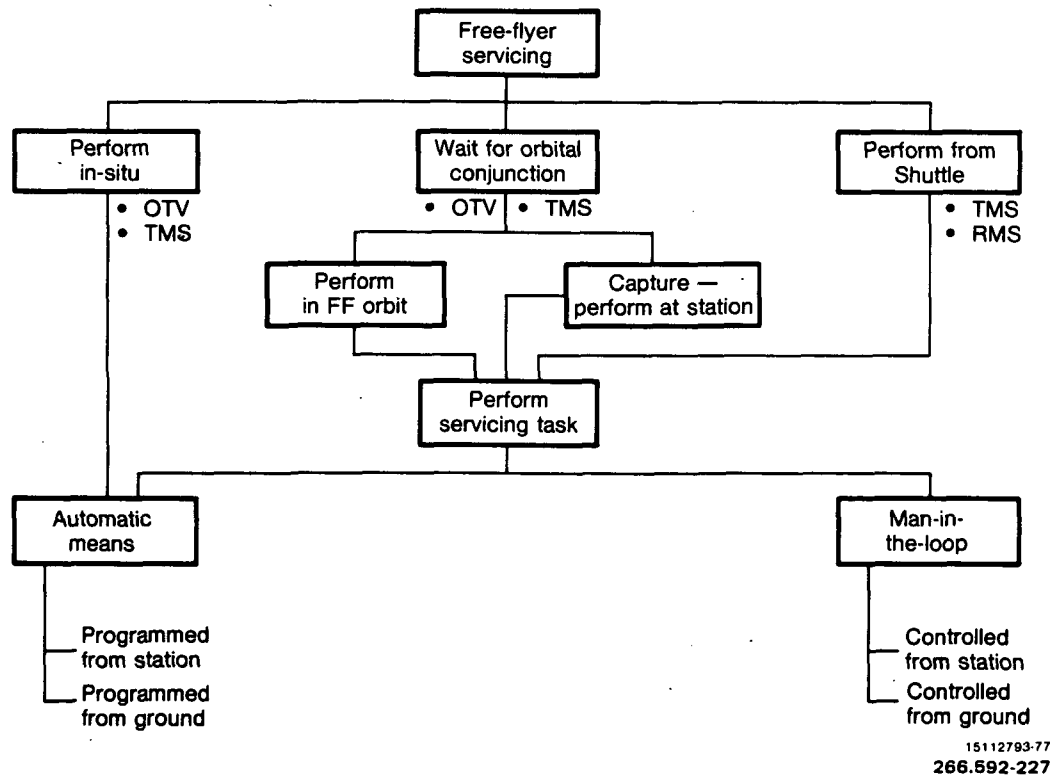 Free-flyer
servicing
Perform
in-situ
Wait for orbital
conjunction
Perform from
Shuttle
• OTV
• TMS
• OTV • TMS
• TMS
• RMS
Perform
in FF orbit
Capture —
perform at station
Perform
servicing task
Automatic
means
Man-in-
the-loop
Programmed
from station
Programmed
from ground
Controlled
from station
Controlled
from ground
15112793-77
266.592-227